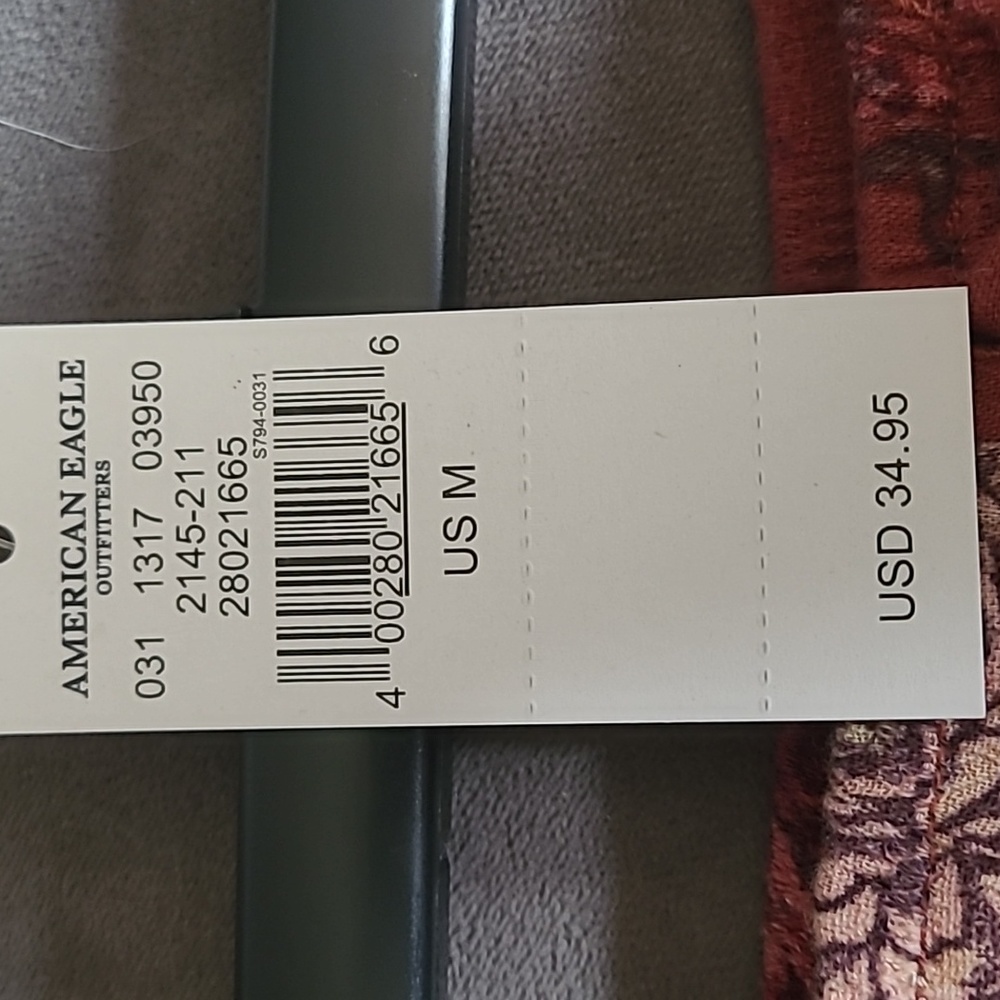 AMERICAN EAGLE
OUTFITTERS
031 1317 03950
2145-211
28021665
S794-0031
4 00280 21665 6
US M
USD 34.95